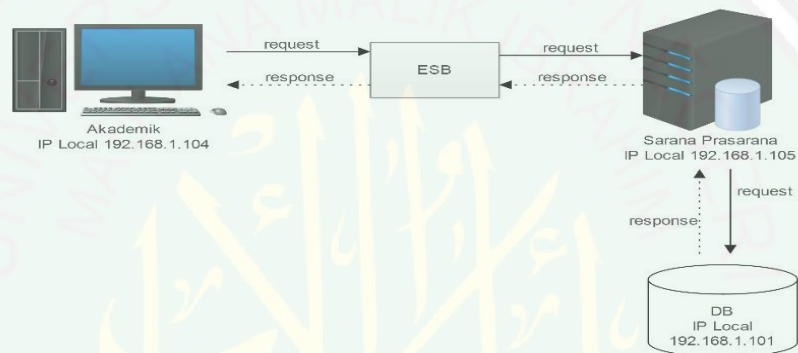 request
request
ESB
response
response
Akademik
IP Local 192.168.1.104
Sarana Prasarana
IP Local 192.168.1.105
request
response
DB
IP Local
192.168.1.101
MALIK